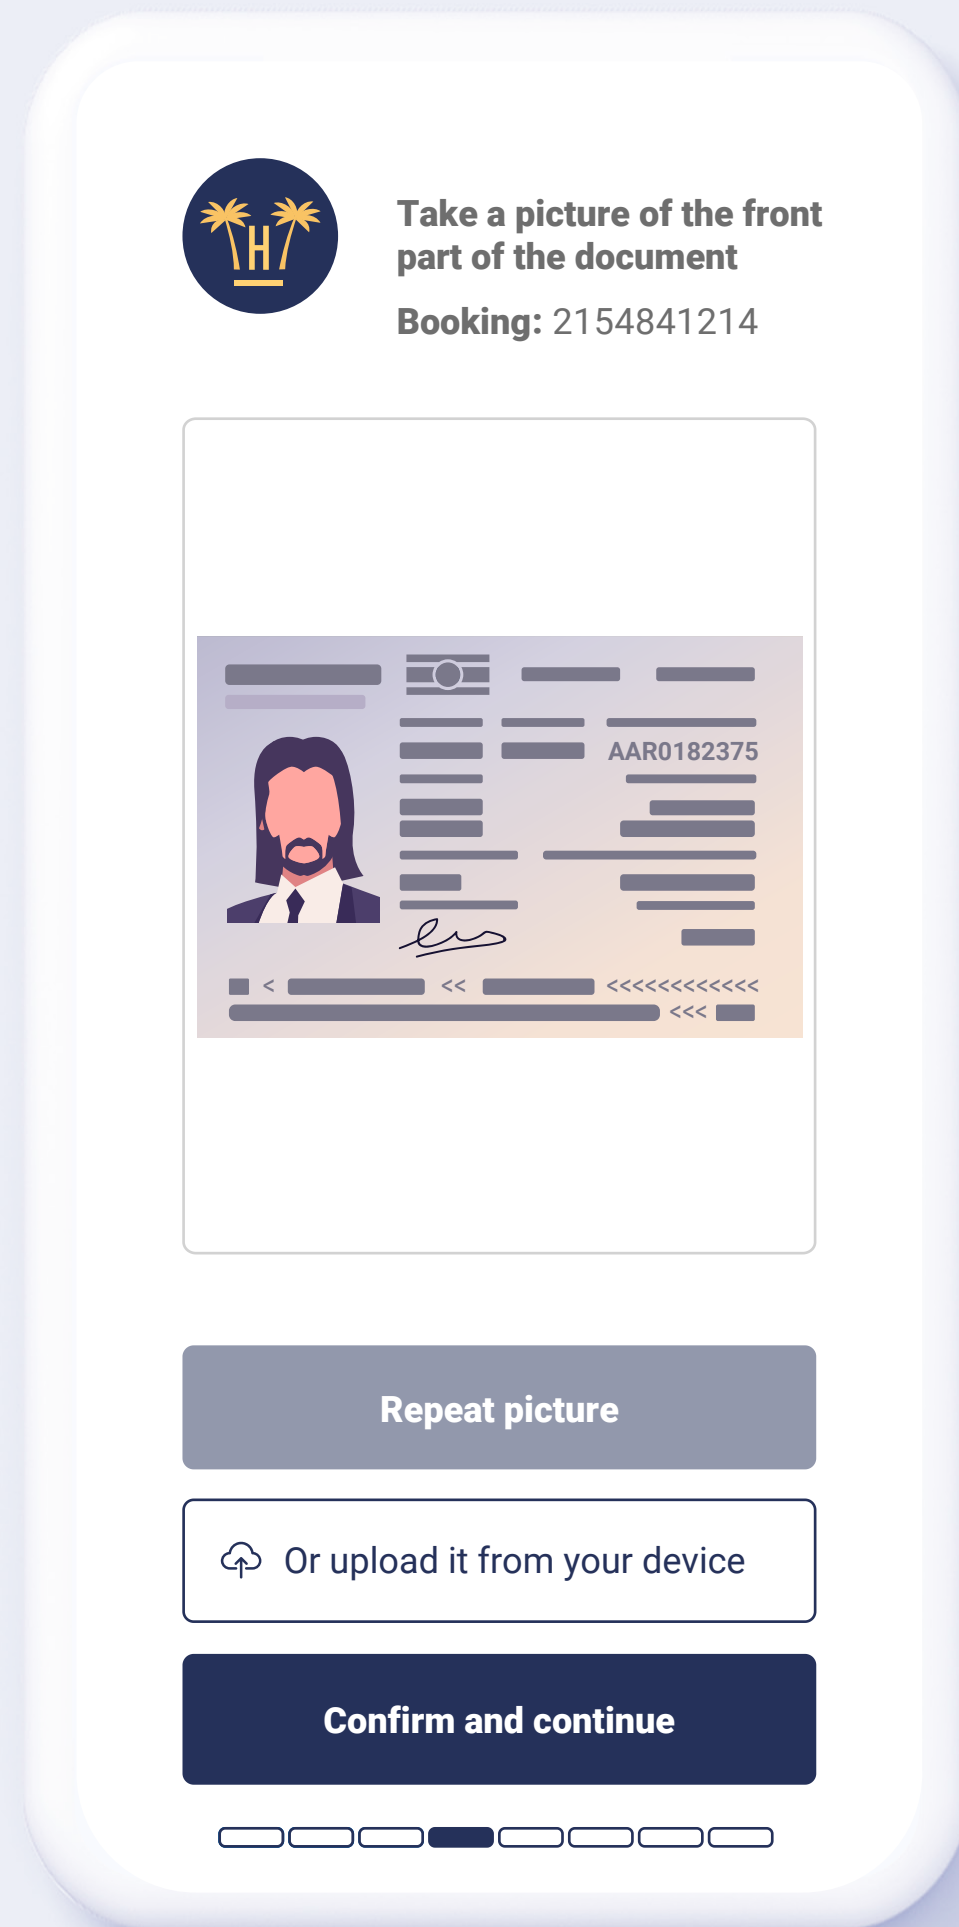 H
Take a picture of the front
part of the document
Booking: 2154841214
AAR0182375
< << <<<<<<<<<<<<
<<<
Repeat picture
Or upload it from your device
Confirm and continue